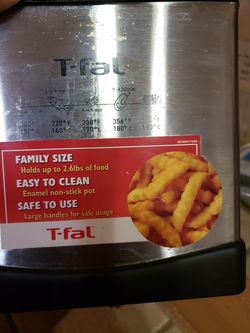 T-fal
320°F 338°F 356°F
150°C 160°C 170°C 180°C
FAMILY SIZE
Holds up to 2.6lbs of food
EASY TO CLEAN
Enamel non-stick pot
SAFE TO USE
Large handles for safe usage
T-fal